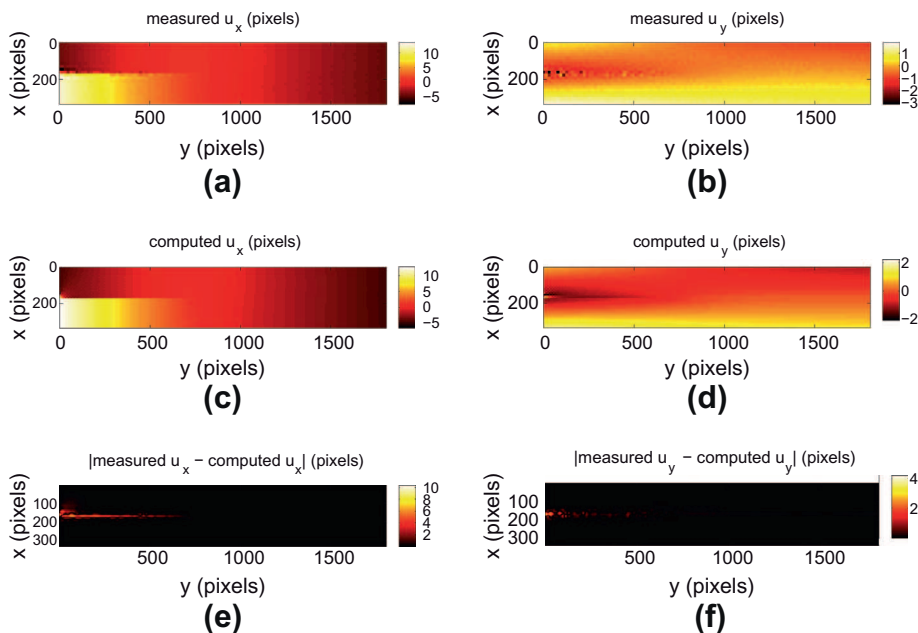 measured u_x (pixels)
x (pixels)
0
200
0 500 1000 1500
y (pixels)
10
5
0
−5
(a)
measured u_y (pixels)
x (pixels)
0
200
0 500 1000 1500
y (pixels)
1
0
−1
−2
−3
(b)
computed u_x (pixels)
x (pixels)
0
200
0 500 1000 1500
y (pixels)
10
5
0
−5
(c)
computed u_y (pixels)
x (pixels)
0
200
0 500 1000 1500
y (pixels)
2
0
−2
(d)
|measured u_x − computed u_x| (pixels)
x (pixels)
100
200
300
500 1000 1500
y (pixels)
10
8
6
4
2
(e)
|measured u_y − computed u_y| (pixels)
x (pixels)
100
200
300
500 1000 1500
y (pixels)
4
2
(f)